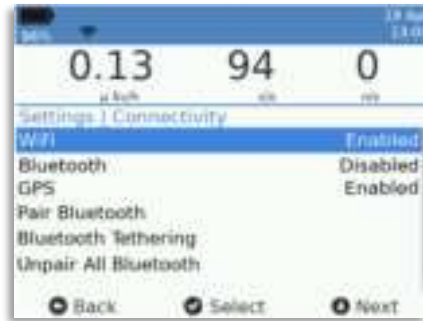 96%
0.13 94 0
Settings | Connectivity
WiFi Enabled
Bluetooth Disabled
GPS Enabled
Pair Bluetooth
Bluetooth Tethering
Unpair All Bluetooth
Back Select Next